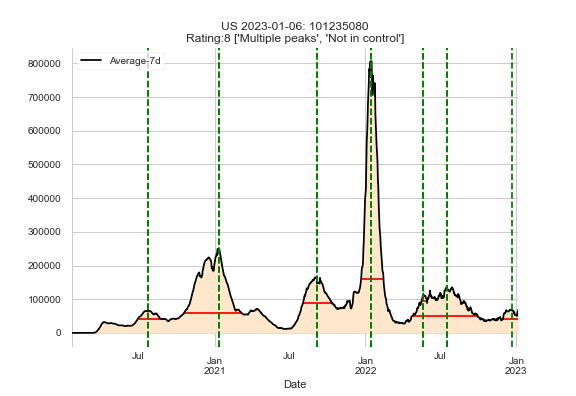 US 2023-01-06: 101235080
Rating:8 ['Multiple peaks', 'Not in control']
Average-7d
800000
700000
600000
500000
400000
300000
200000
100000
0
Jul
Jan
2021
Jul
Jan
2022
Jul
Jan
2023
Date